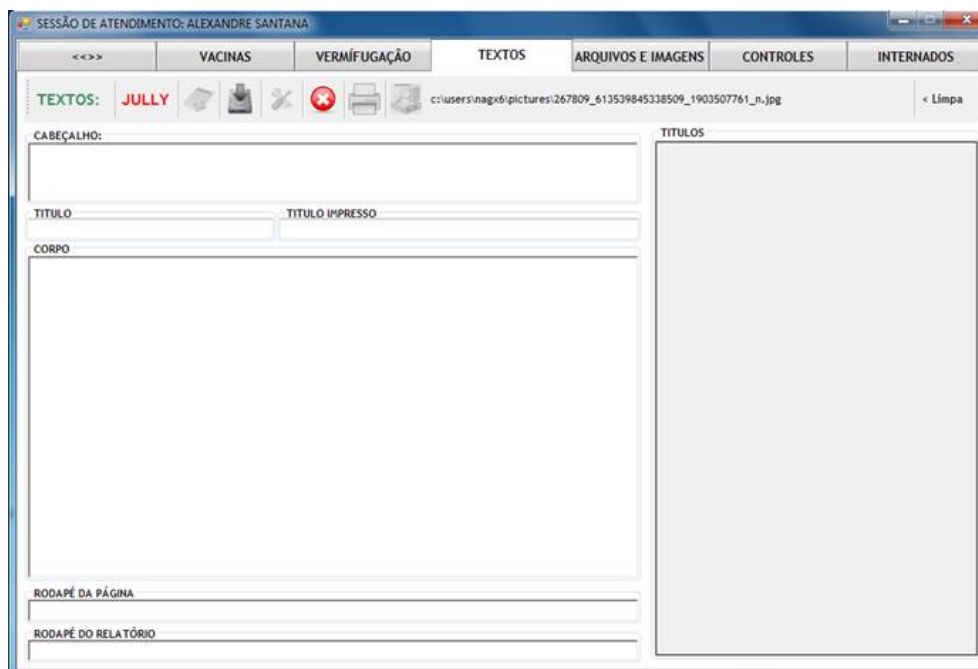 SESSÃO DE ATENDIMENTO: ALEXANDRE SANTANA
<<>> VACINAS VERMÍFUGAÇÃO TEXTOS ARQUIVOS E IMAGENS CONTROLES INTERNADOS
TEXTOS: JULLY c:\users\nagx6\pictures\267809_613539845338509_1903507761_n.jpg < Limpa
CABEÇALHO: TITULOS
TITULO TITULO IMPRESSO
CORPO
RODAPÉ DA PÁGINA
RODAPÉ DO RELATÓRIO